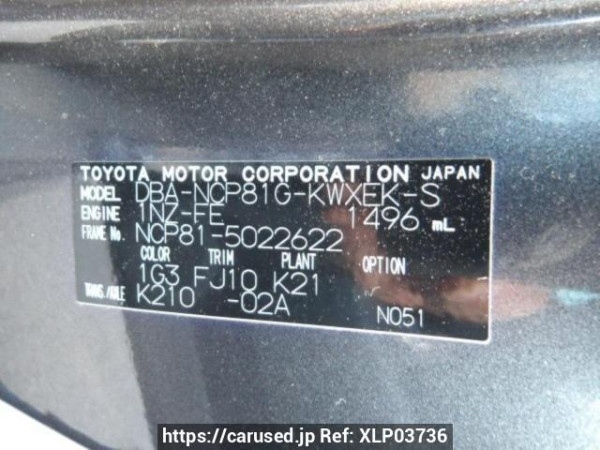 TOYOTA MOTOR CORPORATION JAPAN
MODEL DBA-NCP81G-KWXEK-S
ENGINE 1NZ-FE 1496 mL
FRAME No. NCP81-5022622
COLOR TRIM PLANT OPTION
1G3 FJ10 K21
TRANS./AXLE K210 -02A
N051
https://carused.jp Ref: XLP03736